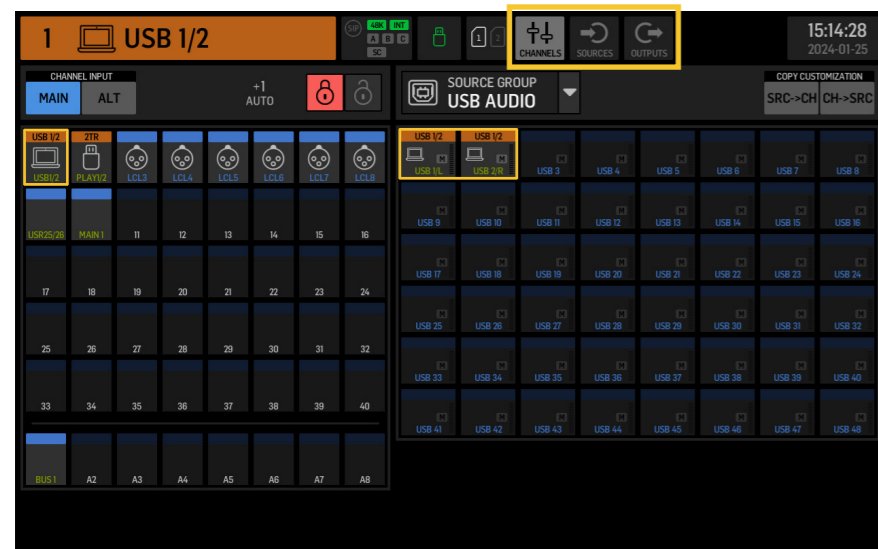 1 USB 1/2
SIP 48K INT
A B C
SC
1 2
CHANNELS SOURCES OUTPUTS
15:14:28
2024-01-25
CHANNEL INPUT
MAIN ALT
+1
AUTO
SOURCE GROUP
USB AUDIO
COPY CUSTOMIZATION
SRC->CH CH->SRC
USB 1/2 2TR
USB1/2 PLAY1/2 LCL3 LCL4 LCL5 LCL6 LCL7 LCL8
USR25/26 MAIN 1 11 12 13 14 15 16
17 18 19 20 21 22 23 24
25 26 27 28 29 30 31 32
33 34 35 36 37 38 39 40
BUS 1 A2 A3 A4 A5 A6 A7 A8
USB 1/2 USB 1/2
USB 1/L USB 2/R USB 3 USB 4 USB 5 USB 6 USB 7 USB 8
USB 9 USB 10 USB 11 USB 12 USB 13 USB 14 USB 15 USB 16
USB 17 USB 18 USB 19 USB 20 USB 21 USB 22 USB 23 USB 24
USB 25 USB 26 USB 27 USB 28 USB 29 USB 30 USB 31 USB 32
USB 33 USB 34 USB 35 USB 36 USB 37 USB 38 USB 39 USB 40
USB 41 USB 42 USB 43 USB 44 USB 45 USB 46 USB 47 USB 48